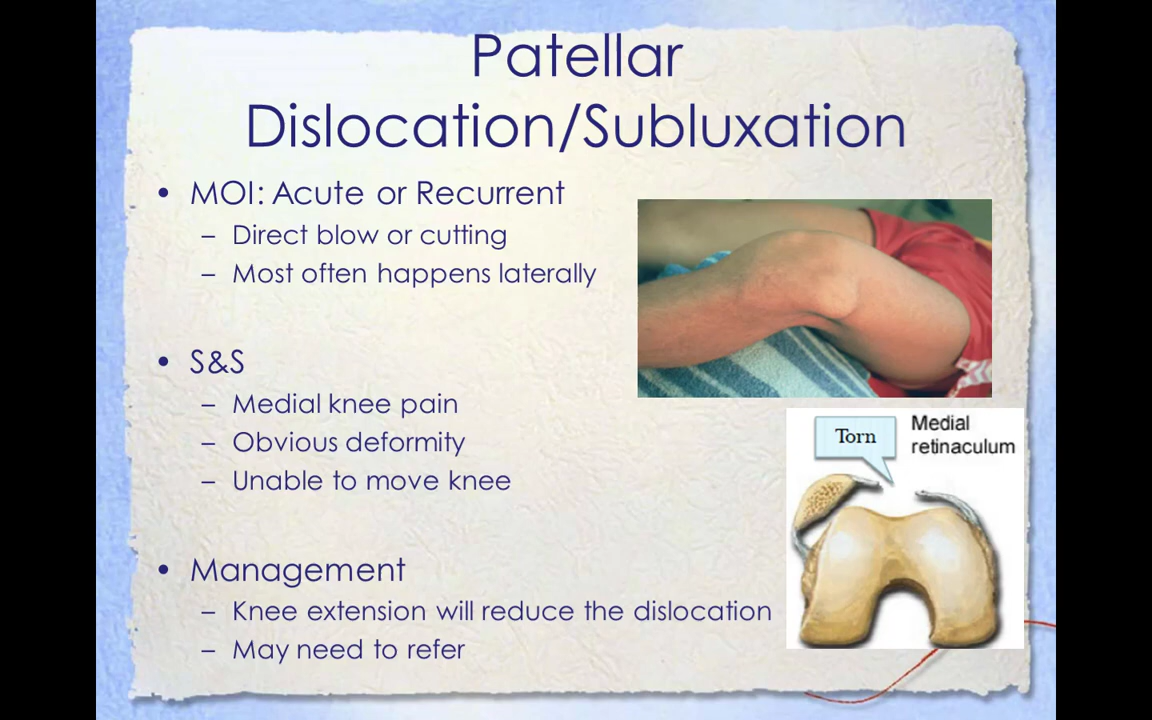 Patellar
Dislocation/Subluxation
• MOI: Acute or Recurrent
– Direct blow or cutting
– Most often happens laterally
• S&S
– Medial knee pain
– Obvious deformity
– Unable to move knee
• Management
– Knee extension will reduce the dislocation
– May need to refer
Torn
Medial
retinaculum